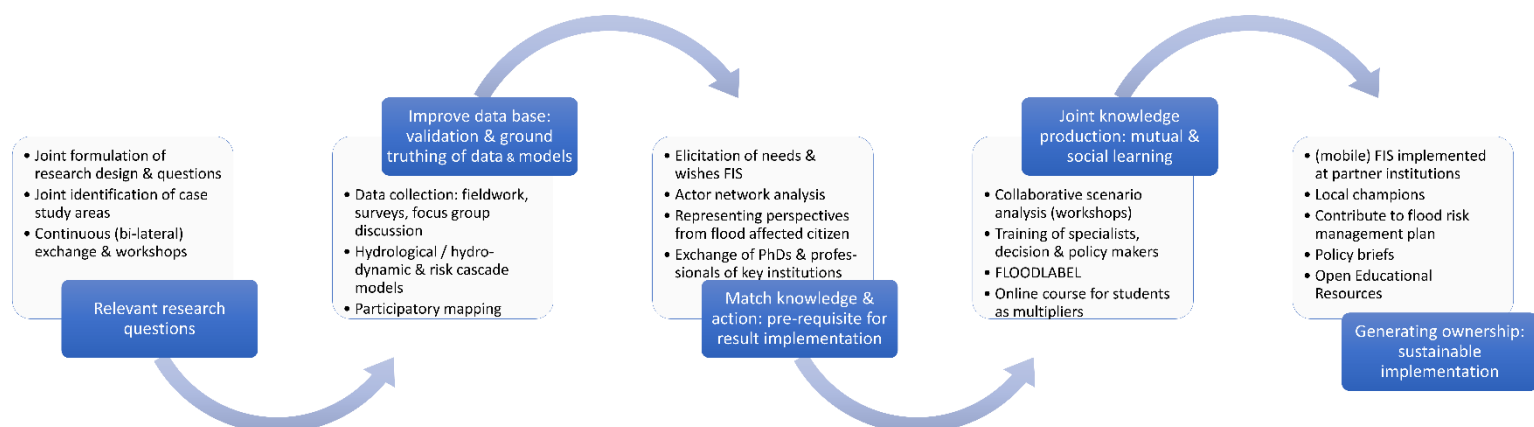 • Joint formulation of
research design & questions
• Joint identification of case
study areas
• Continuous (bi-lateral)
exchange & workshops
Relevant research
questions
Improve data base:
validation & ground
truthing of data & models
• Data collection: fieldwork,
surveys, focus group
discussion
• Hydrological / hydro-
dynamic & risk cascade
models
• Participatory mapping
• Elicitation of needs &
wishes FIS
• Actor network analysis
• Representing perspectives
from flood affected citizen
• Exchange of PhDs & profes-
sionals of key institutions
Match knowledge &
action: pre-requisite for
result implementation
Joint knowledge
production: mutual &
social learning
• Collaborative scenario
analysis (workshops)
• Training of specialists,
decision & policy makers
• FLOODLABEL
• Online course for students
as multipliers
• (mobile) FIS implemented
at partner institutions
• Local champions
• Contribute to flood risk
management plan
• Policy briefs
• Open Educational
Resources
Generating ownership:
sustainable
implementation